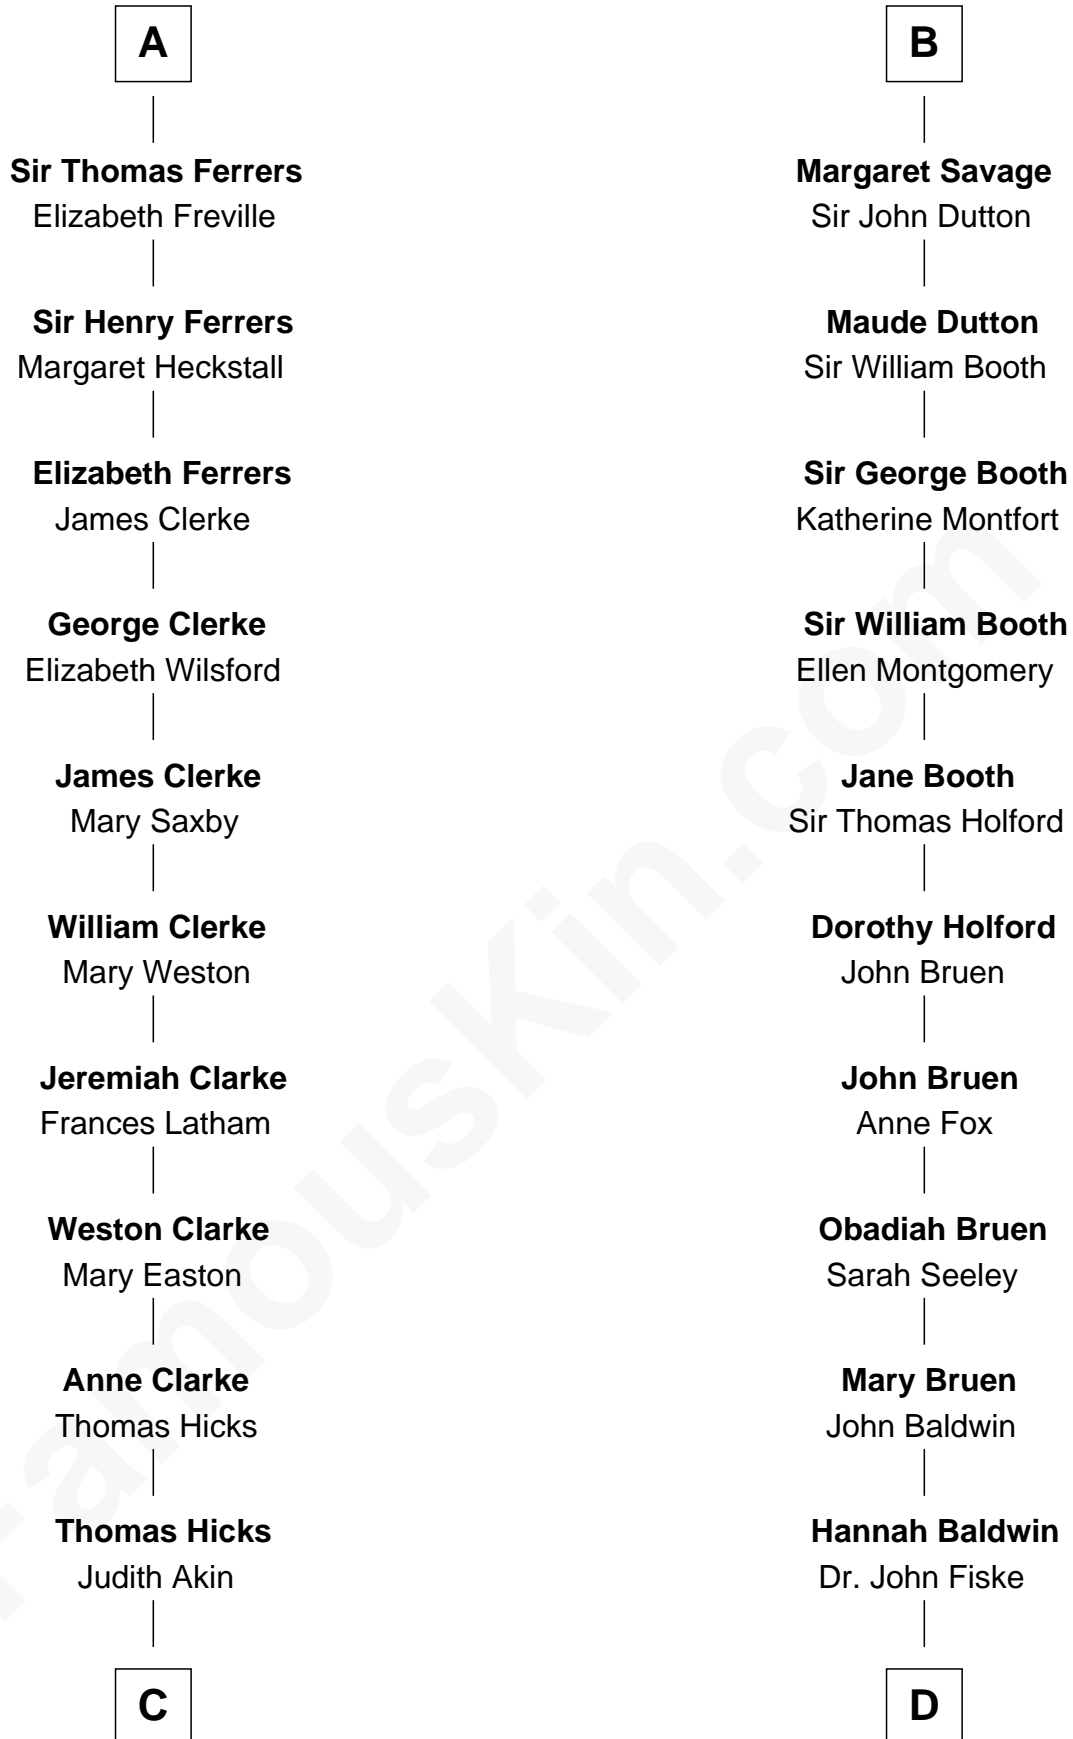 A
Sir Thomas Ferrers
Elizabeth Freville
Sir Henry Ferrers
Margaret Heckstall
Elizabeth Ferrers
James Clerke
George Clerke
Elizabeth Wilsford
James Clerke
Mary Saxby
William Clerke
Mary Weston
Jeremiah Clarke
Frances Latham
Weston Clarke
Mary Easton
Anne Clarke
Thomas Hicks
Thomas Hicks
Judith Akin
C
B
Margaret Savage
Sir John Dutton
Maude Dutton
Sir William Booth
Sir George Booth
Katherine Montfort
Sir William Booth
Ellen Montgomery
Jane Booth
Sir Thomas Holford
Dorothy Holford
John Bruen
John Bruen
Anne Fox
Obadiah Bruen
Sarah Seeley
Mary Bruen
John Baldwin
Hannah Baldwin
Dr. John Fiske
D
FamousKin.com